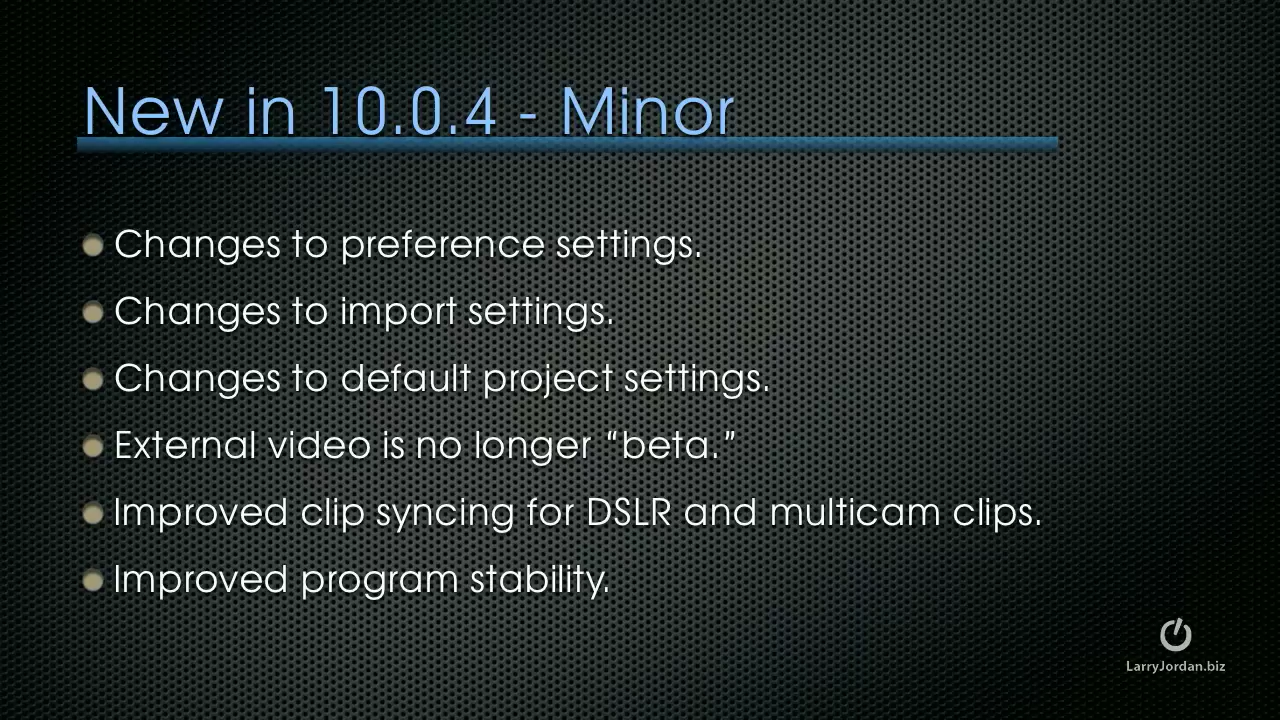 New in 10.0.4 - Minor
Changes to preference settings.
Changes to import settings.
Changes to default project settings.
External video is no longer “beta.”
Improved clip syncing for DSLR and multicam clips.
Improved program stability.
LarryJordan.biz